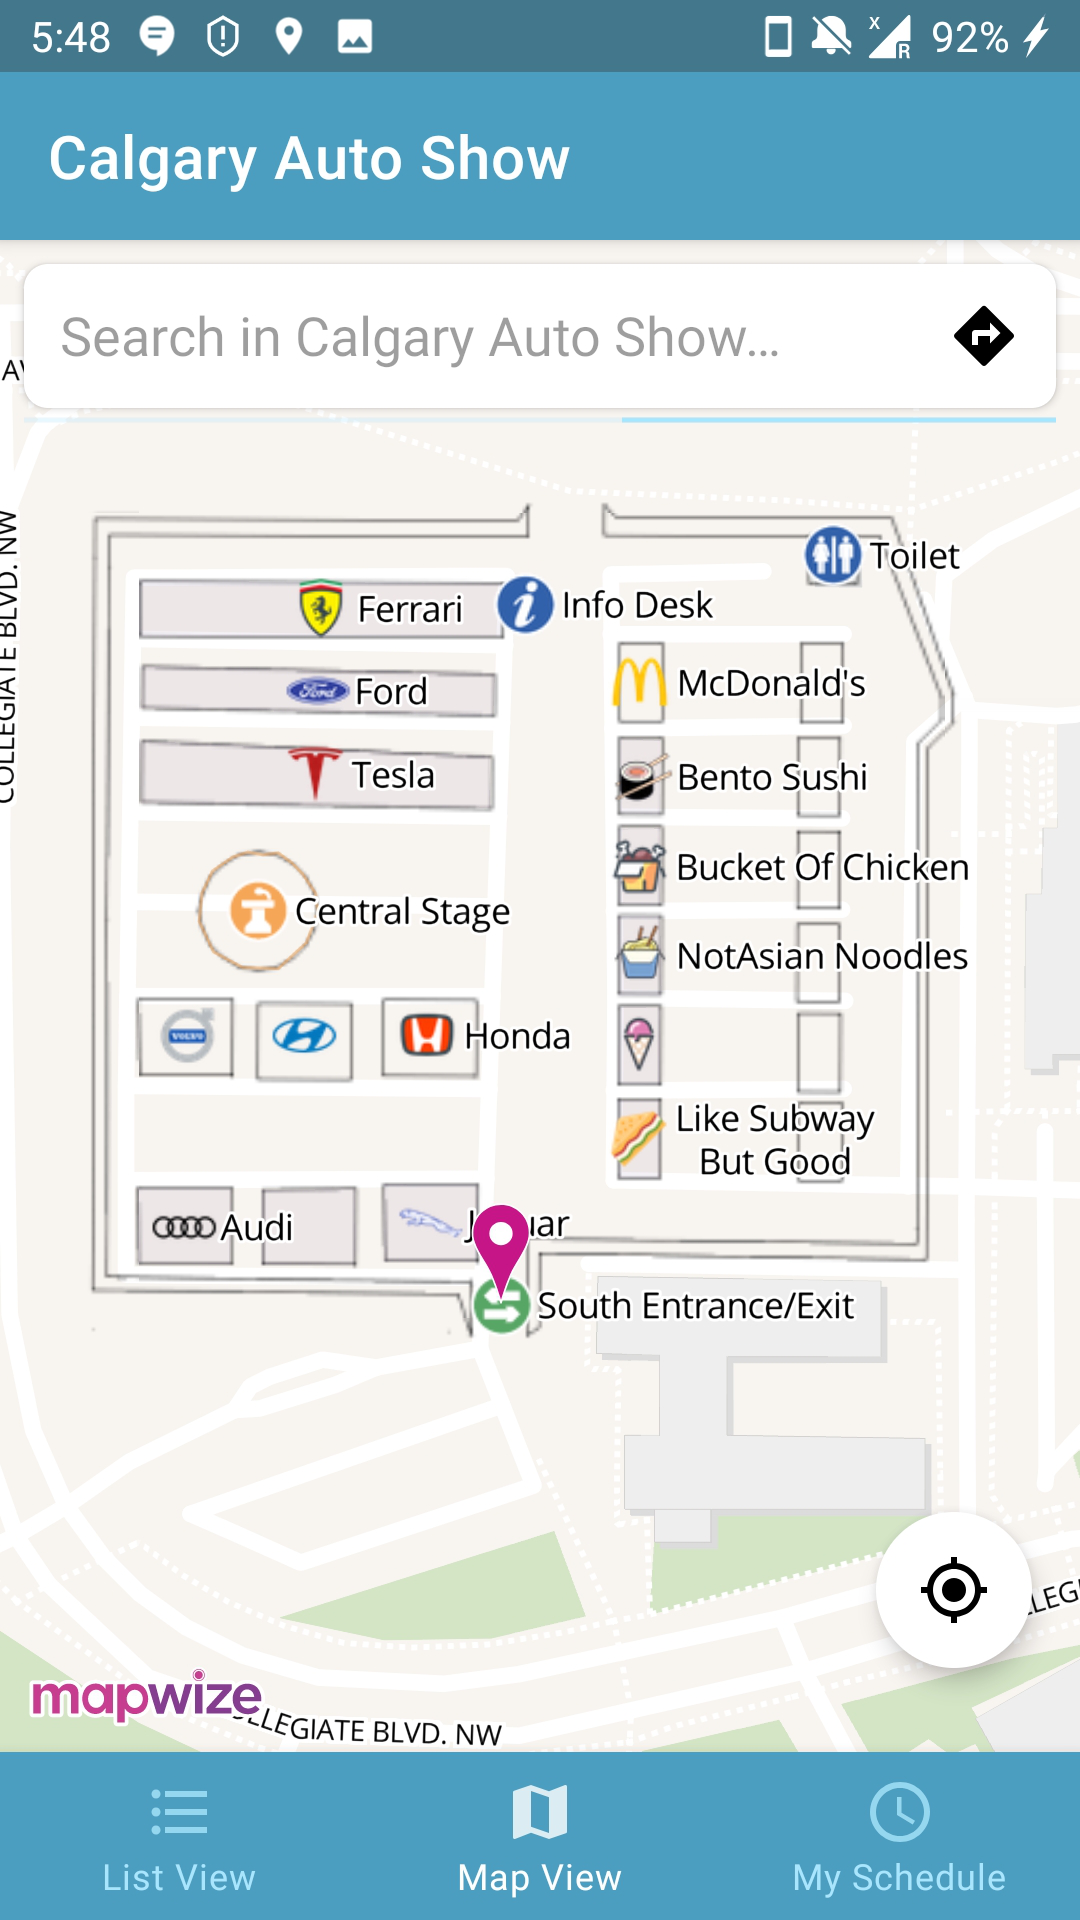 5:48
X
R
92%
Calgary Auto Show
Search in Calgary Auto Show...
COLLEGIATE BLVD. NW
Toilet
Ferrari
Info Desk
Ford
Ford
McDonald's
Tesla
Bento Sushi
Bucket Of Chicken
Central Stage
NotAsian Noodles
VOLVO
Honda
Like Subway
But Good
Audi
South Entrance/Exit
mapwize
BLVD. NW
List View
Map View
My Schedule